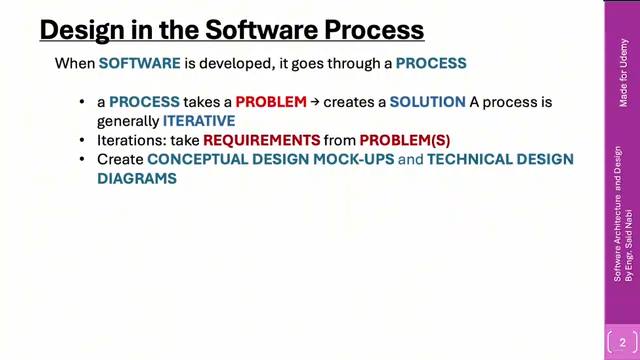 Design in the Software Process
When SOFTWARE is developed, it goes through a PROCESS
• a PROCESS takes a PROBLEM → creates a SOLUTION A process is
generally ITERATIVE
• Iterations: take REQUIREMENTS from PROBLEM(S)
• Create CONCEPTUAL DESIGN MOCK-UPS and TECHNICAL DESIGN
DIAGRAMS
Made for Udemy
Software Architecture and Design
By Engr. Said Nabi
2